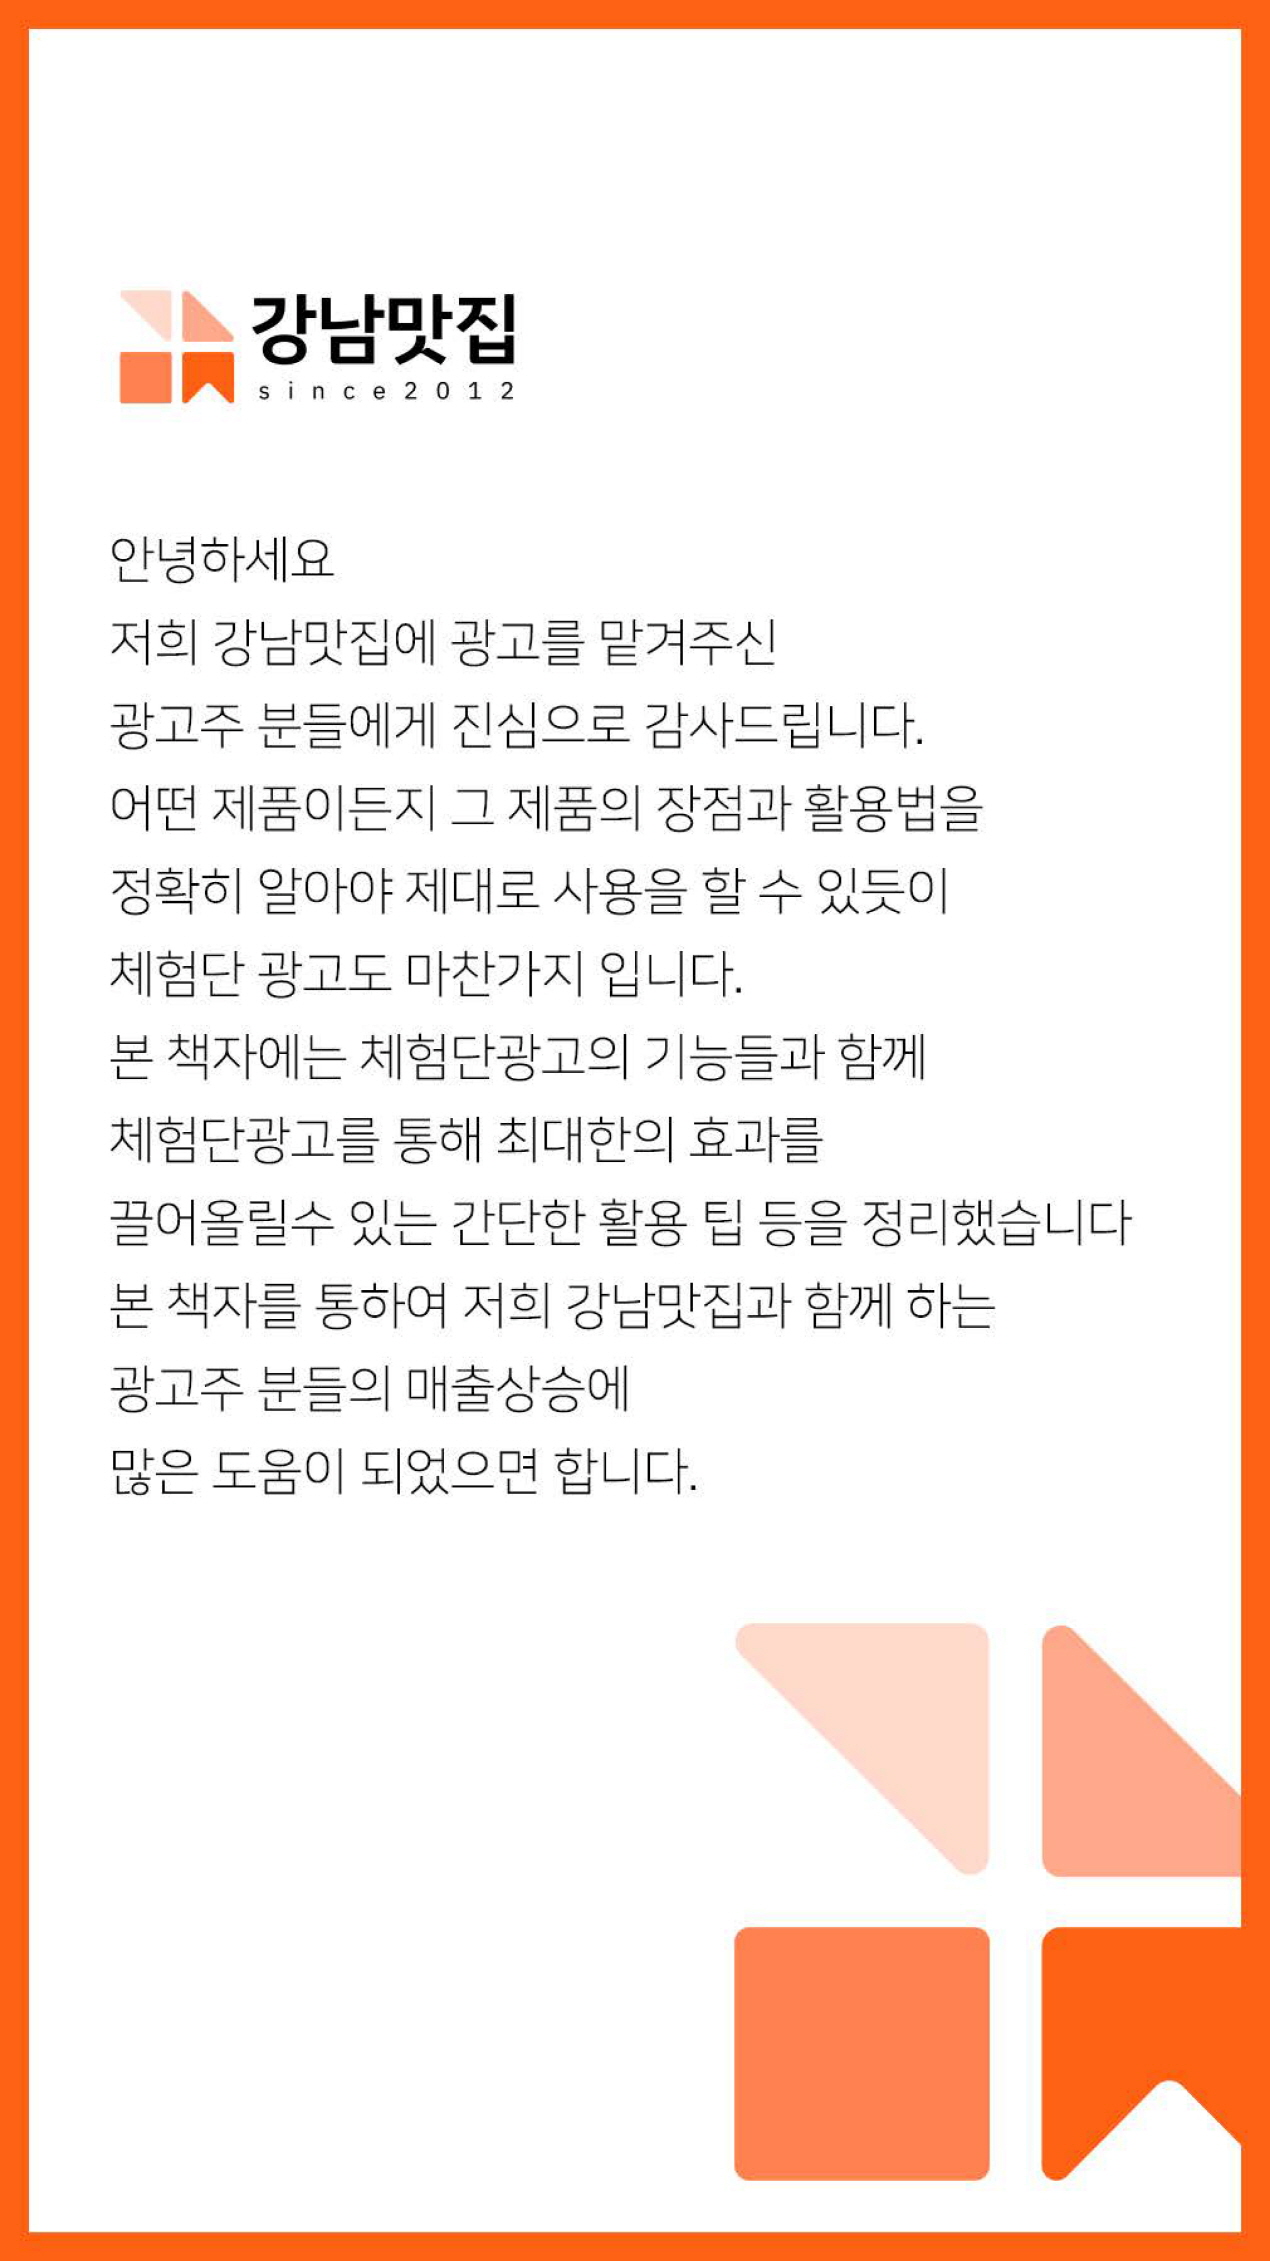 강남맛집
since2012
안녕하세요
저희 강남맛집에 광고를 맡겨주신
광고주 분들에게 진심으로 감사드립니다.
어떤 제품이든지 그 제품의 장점과 활용법을
정확히 알아야 제대로 사용을 할 수 있듯이
체험단 광고도 마찬가지 입니다.
본 책자에는 체험단광고의 기능들과 함께
체험단광고를 통해 최대한의 효과를
끌어올릴수 있는 간단한 활용 팁 등을 정리했습니다
본 책자를 통하여 저희 강남맛집과 함께 하는
광고주 분들의 매출상승에
많은 도움이 되었으면 합니다.